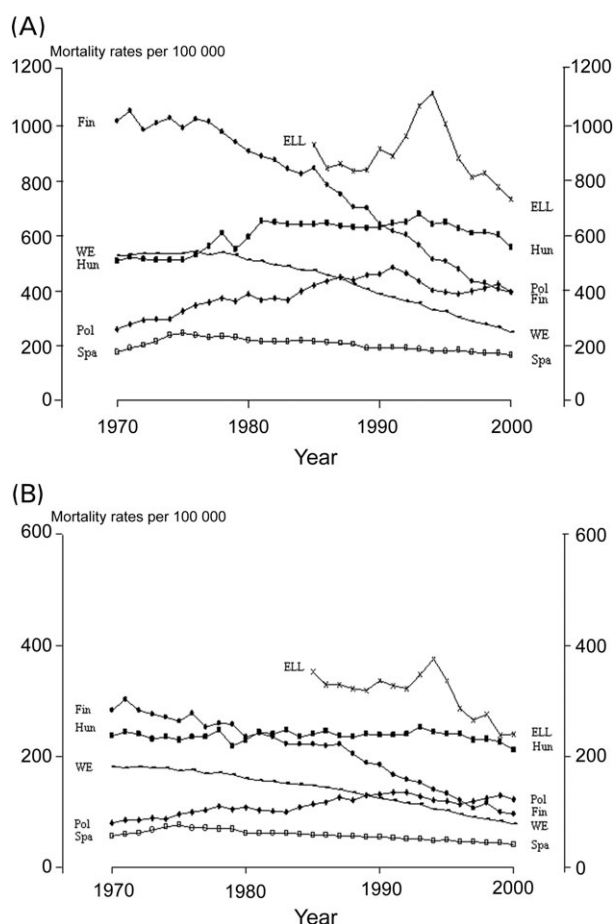 (A)
Mortality rates per 100 000
1200 1200
Fin 1000 1000
ELL
800 800
ELL
600 600
WE Hun
Hun
400 400
Pol
Fin
Pol WE
200 200
Spa Spa
0 0
1970 1980 1990 2000
Year
(B)
Mortality rates per 100 000
600 600
400 400
ELL
Fin
Hun ELL
Hun
200 200
WE
Pol Pol
Spa Fin
WE
Spa
0 0
1970 1980 1990 2000
Year